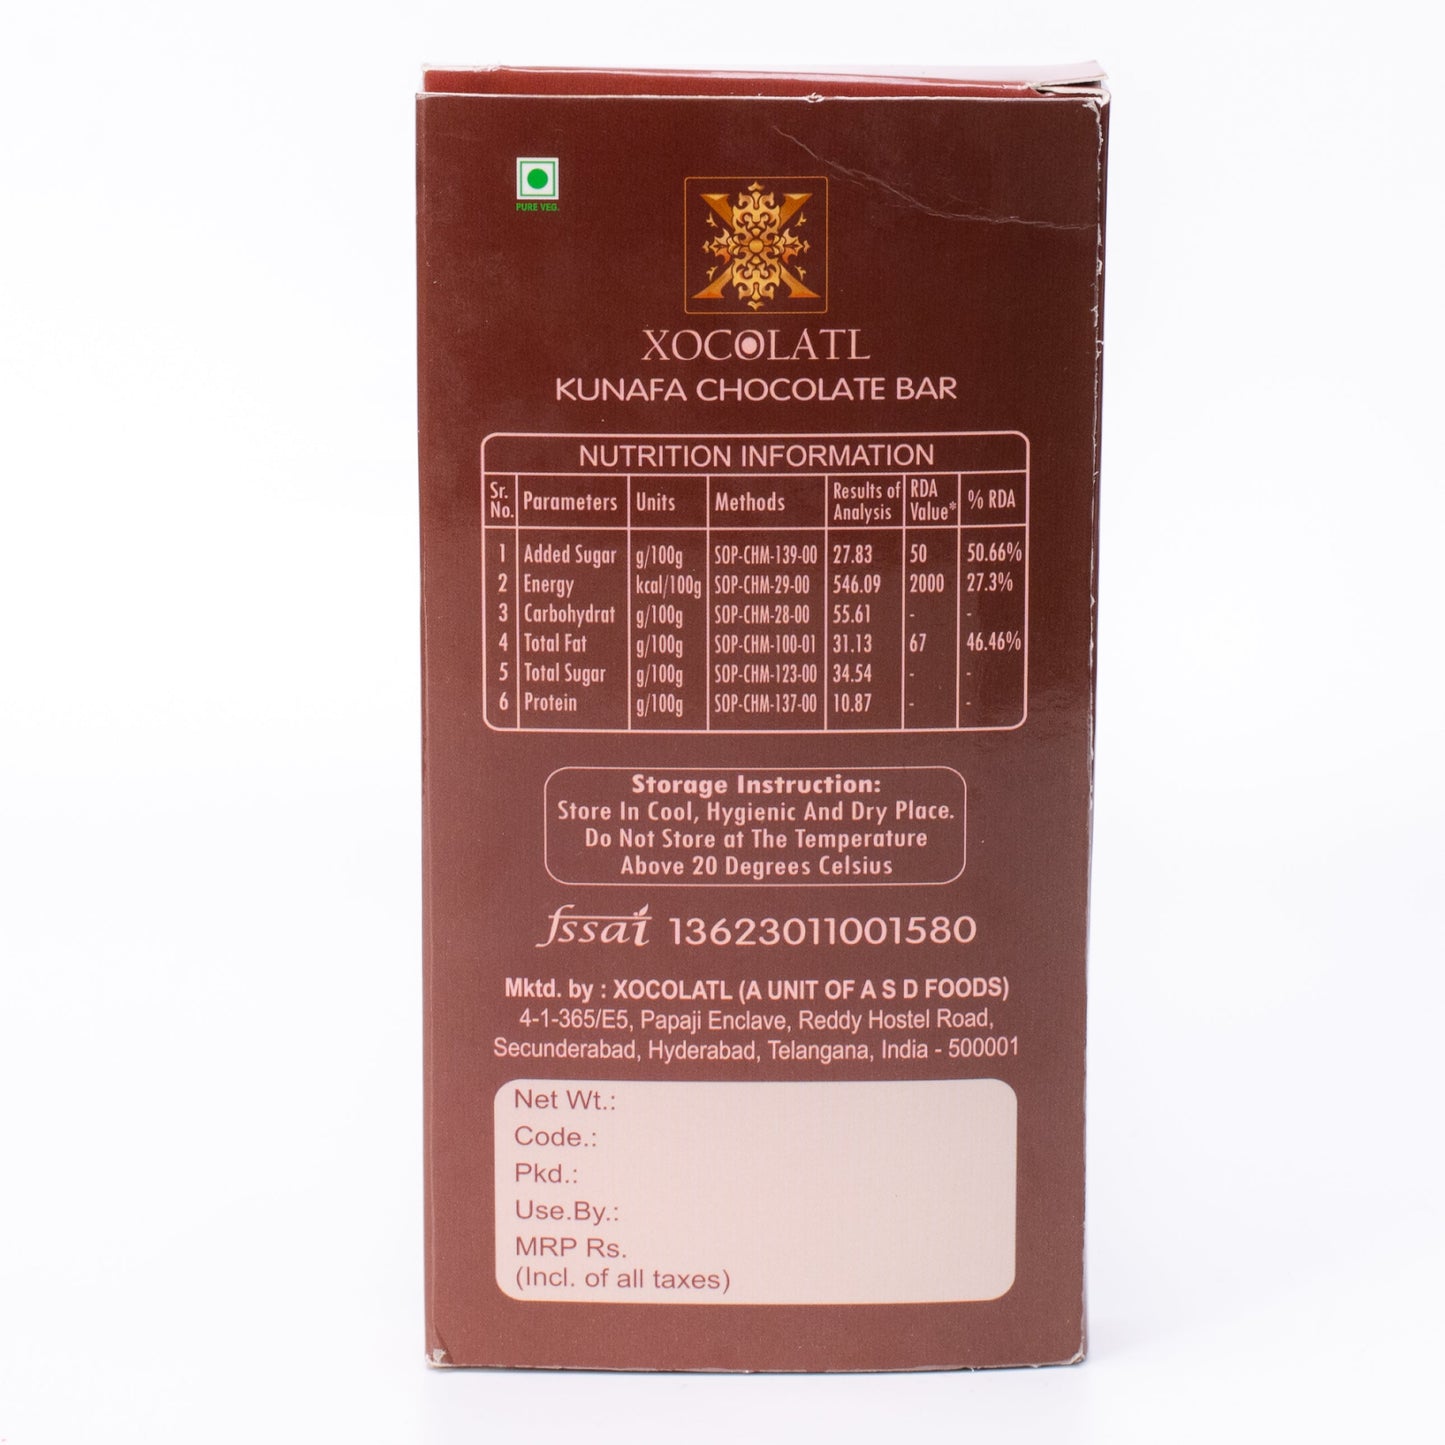 PURE VEG.
XOCOLATL
KUNAFA CHOCOLATE BAR
NUTRITION INFORMATION
Sr. No. Parameters Units Methods Results of Analysis RDA Value* % RDA
1 Added Sugar g/100g SOP-CHM-139-00 27.83 50 50.66%
2 Energy kcal/100g SOP-CHM-29-00 546.09 2000 27.3%
3 Carbohydrat g/100g SOP-CHM-28-00 55.61 - -
4 Total Fat g/100g SOP-CHM-100-01 31.13 67 46.46%
5 Total Sugar g/100g SOP-CHM-123-00 34.54 - -
6 Protein g/100g SOP-CHM-137-00 10.87 - -
Storage Instruction:
Store In Cool, Hygienic And Dry Place.
Do Not Store at The Temperature
Above 20 Degrees Celsius
fssai 13623011001580
Mktd. by : XOCOLATL (A UNIT OF A S D FOODS)
4-1-365/E5, Papaji Enclave, Reddy Hostel Road,
Secunderabad, Hyderabad, Telangana, India - 500001
Net Wt.:
Code.:
Pkd.:
Use.By.:
MRP Rs.
(Incl. of all taxes)